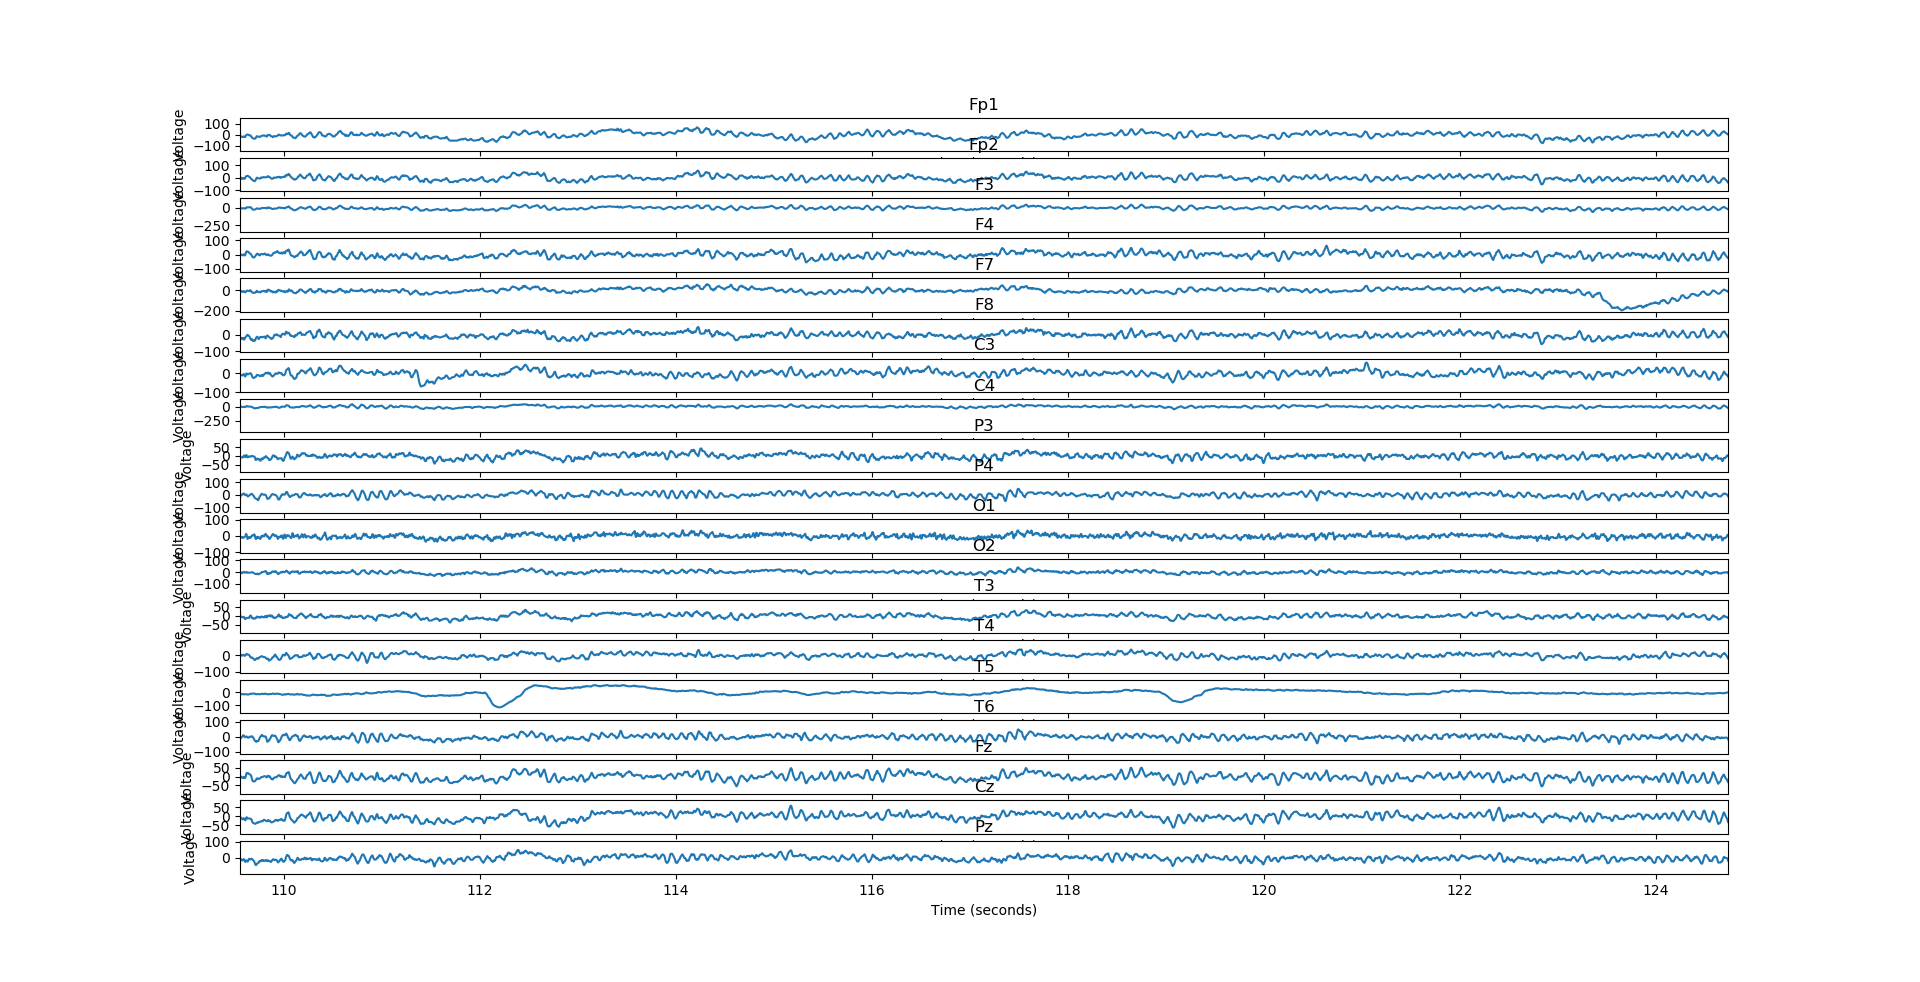 Fp1
100
0
−100
Voltage
Fp2
100
0
−100
Voltage
F3
0
−250
Voltage
F4
100
0
−100
Voltage
F7
0
−200
Voltage
F8
0
−100
Voltage
C3
0
−100
Voltage
C4
0
−250
Voltage
P3
50
0
−50
Voltage
P4
100
0
−100
Voltage
O1
100
0
−100
Voltage
O2
100
0
−100
Voltage
T3
50
0
−50
Voltage
T4
0
−100
Voltage
T5
0
−100
Voltage
T6
100
0
−100
Voltage
Fz
50
0
−50
Voltage
Cz
50
0
−50
Voltage
Pz
100
0
Voltage
110 112 114 116 118 120 122 124
Time (seconds)